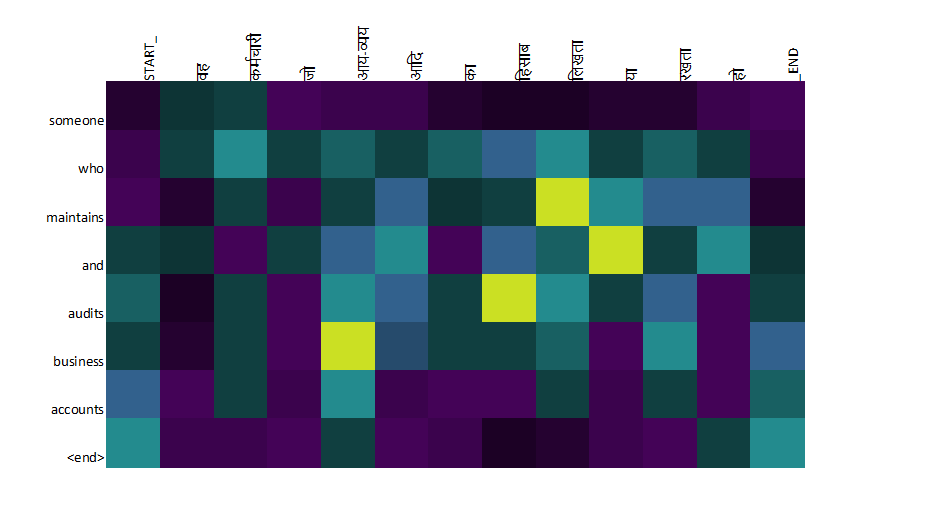 START_ वह कर्मचारी जो आय-व्यय आदि का हिसाब लिखता या रखता हो _END
someone
who
maintains
and
audits
business
accounts
<end>